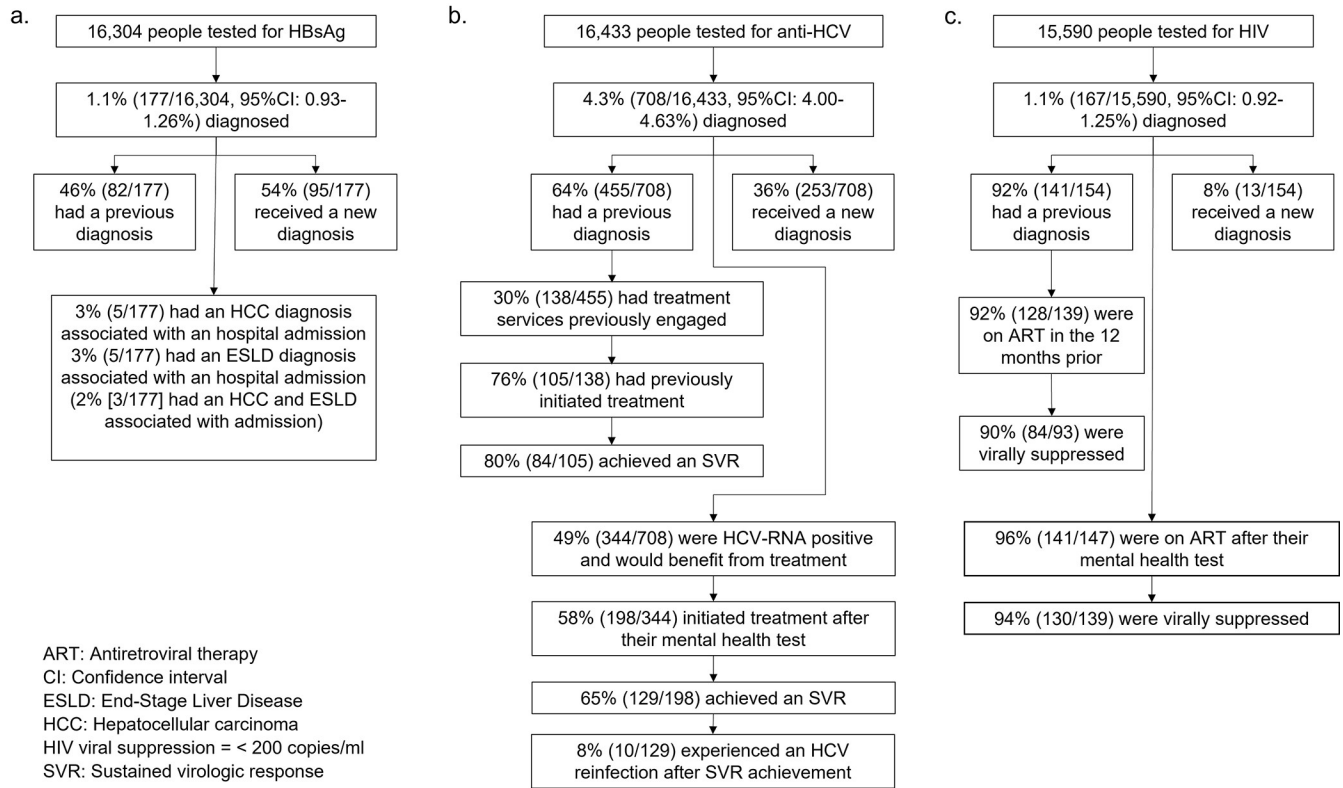 a.
16,304 people tested for HBsAg
1.1% (177/16,304, 95%CI: 0.93-
1.26%) diagnosed
46% (82/177)
had a previous
diagnosis
54% (95/177)
received a new
diagnosis
3% (5/177) had an HCC diagnosis
associated with an hospital admission
3% (5/177) had an ESLD diagnosis
associated with an hospital admission
(2% [3/177] had an HCC and ESLD
associated with admission)
ART: Antiretroviral therapy
CI: Confidence interval
ESLD: End-Stage Liver Disease
HCC: Hepatocellular carcinoma
HIV viral suppression = < 200 copies/ml
SVR: Sustained virologic response
b.
16,433 people tested for anti-HCV
4.3% (708/16,433, 95%CI: 4.00-
4.63%) diagnosed
64% (455/708)
had a previous
diagnosis
36% (253/708)
received a new
diagnosis
30% (138/455) had treatment
services previously engaged
76% (105/138) had previously
initiated treatment
80% (84/105) achieved an SVR
49% (344/708) were HCV-RNA positive
and would benefit from treatment
58% (198/344) initiated treatment after
their mental health test
65% (129/198) achieved an SVR
8% (10/129) experienced an HCV
reinfection after SVR achievement
c.
15,590 people tested for HIV
1.1% (167/15,590, 95%CI: 0.92-
1.25%) diagnosed
92% (141/154)
had a previous
diagnosis
8% (13/154)
received a new
diagnosis
92% (128/139) were
on ART in the 12
months prior
90% (84/93) were
virally suppressed
96% (141/147) were on ART after their
mental health test
94% (130/139) were virally suppressed